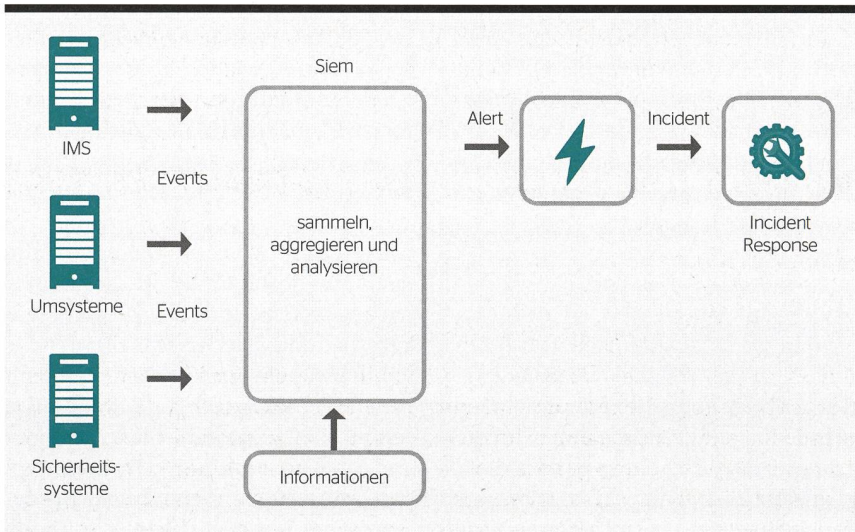 Siem
IMS
Events
Umsysteme
Events
Sicherheits-
systeme
sammeln,
aggregieren und
analysieren
Informationen
Alert
Incident
Incident
Response